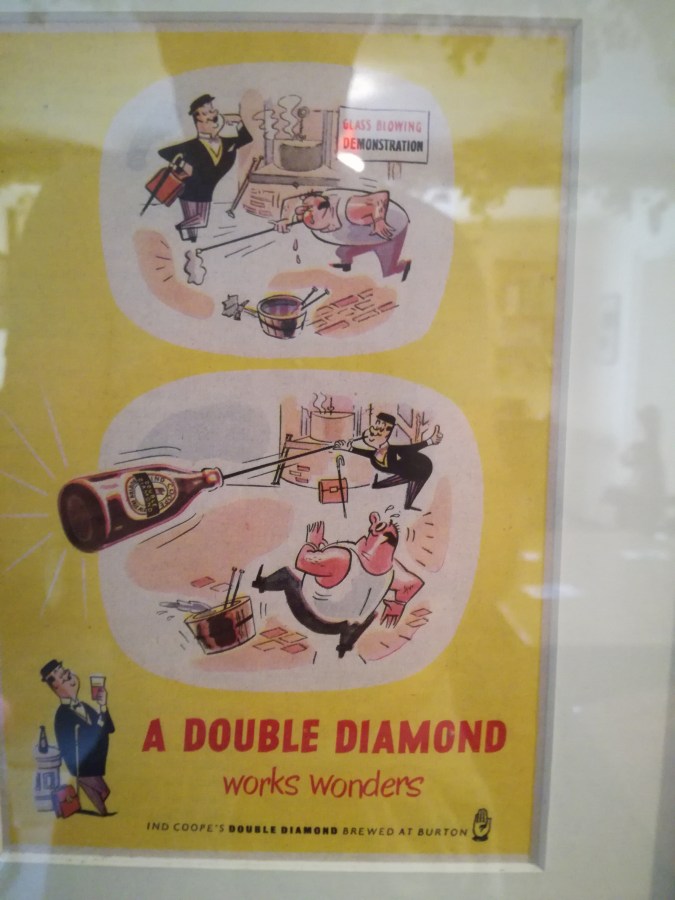 GLASS BLOWING
DEMONSTRATION
A DOUBLE DIAMOND
works wonders
IND COOPE'S DOUBLE DIAMOND BREWED AT BURTON